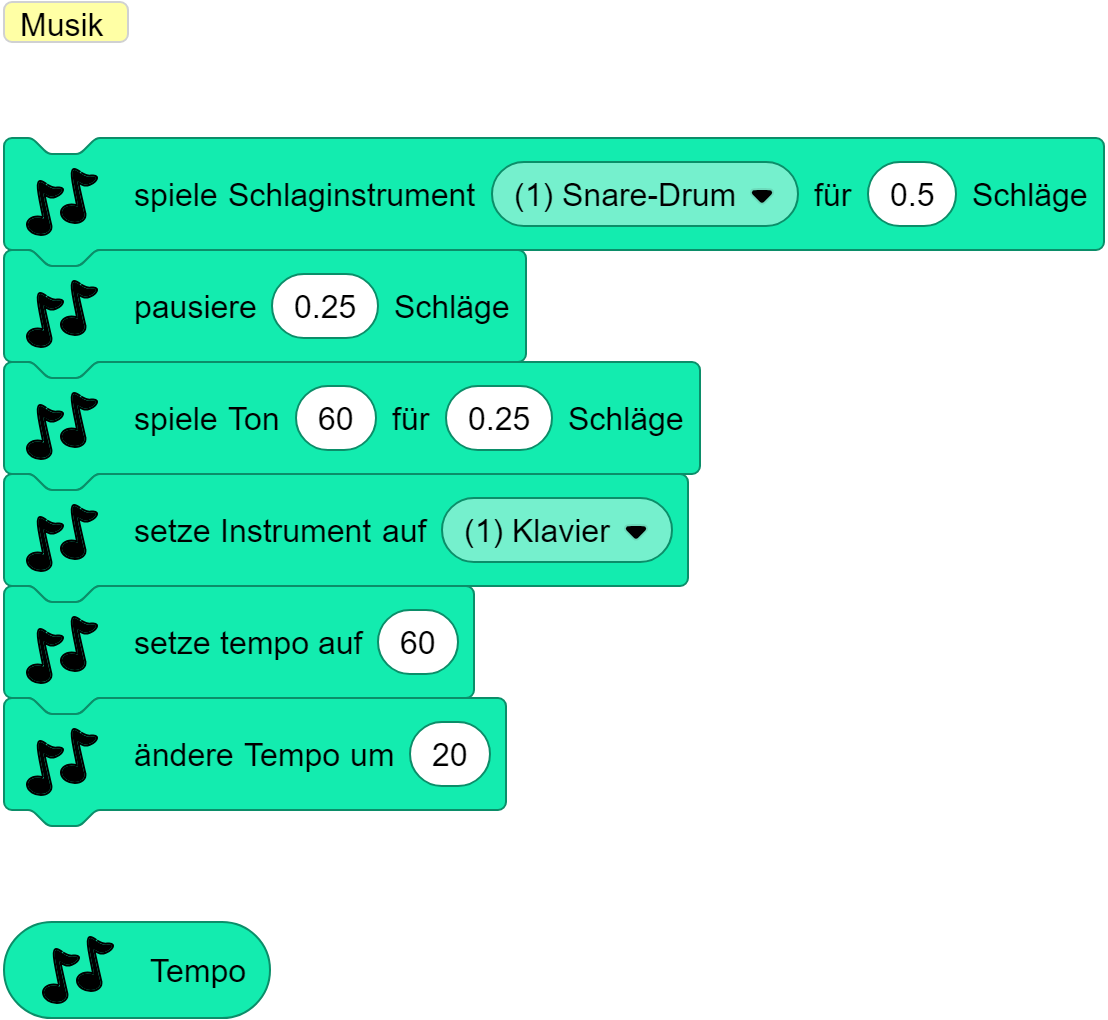 Musik
spiele Schlaginstrument (1) Snare-Drum für 0.5 Schläge
pausiere 0.25 Schläge
spiele Ton 60 für 0.25 Schläge
setze Instrument auf (1) Klavier
setze tempo auf 60
ändere Tempo um 20
Tempo